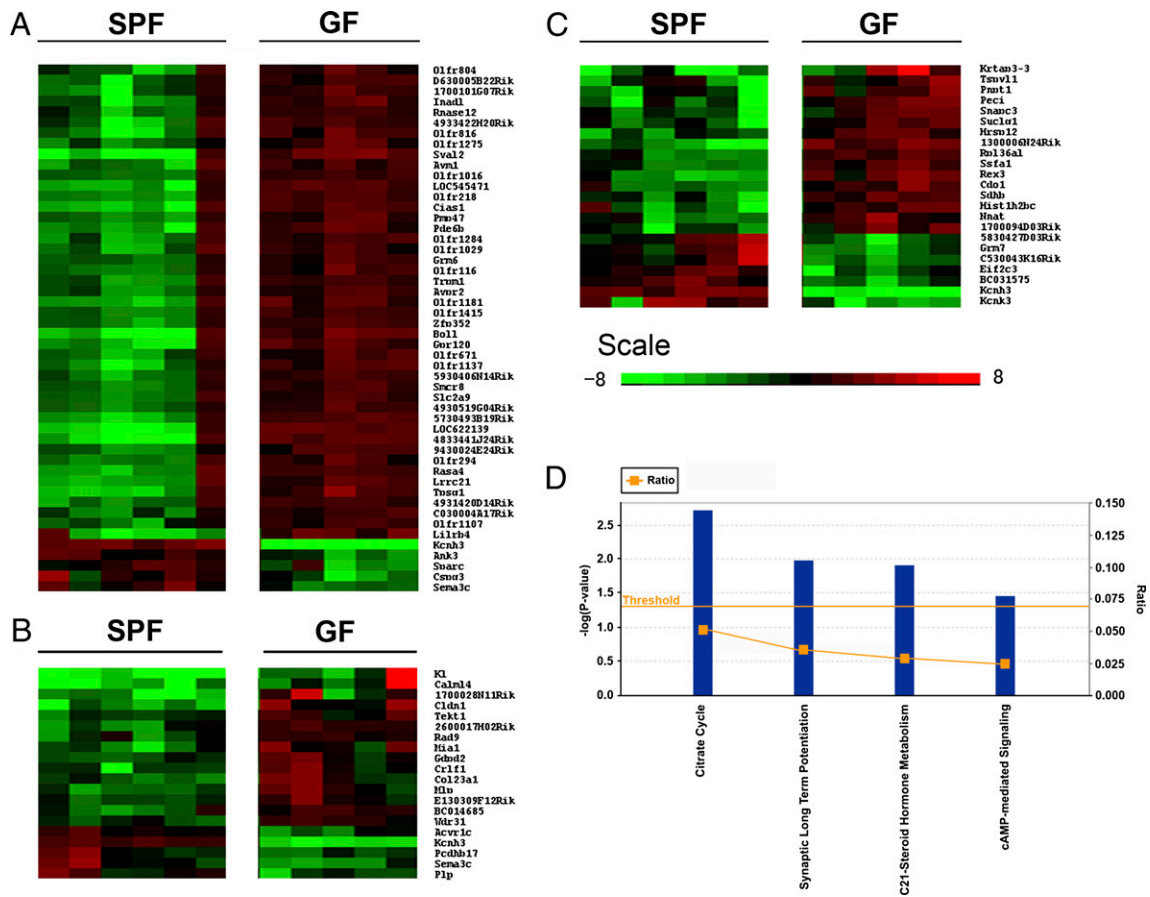 A
SPF
GF
Olfr804
D630005B22Rik
1700101G07Rik
Inadl
Rnase12
4933422H20Rik
Olfr816
Olfr1275
Sval2
Avm1
Olfr1016
LOC545471
Olfr218
Cias1
Pmp47
Pde6b
Olfr1284
Olfr1029
Grm6
Olfr116
Trpm1
Avpr2
Olfr1181
Olfr1415
Zfp352
Boll
Gpr120
Olfr671
Olfr1137
5930406N14Rik
Smcr8
Slc2a9
4930519G04Rik
5730493B19Rik
LOC622139
4833441J24Rik
9430024E24Rik
Olfr294
Rasa4
Lrrc21
Tpsg1
4931420D14Rik
C030004A17Rik
Olfr1107
Lilrb4
Kcnh3
Ank3
Sparc
Cspg3
Sema3c
B
SPF
GF
Kl
Calml4
1700028N11Rik
Cldn1
Tekt1
2600017H02Rik
Rad9
Mia1
Gdpd2
Crlf1
Col23a1
Mlp
E130309F12Rik
BC014685
Wdr31
Acvr1c
Kcnh3
Pcdhb17
Sema3c
Plp
C
SPF
GF
Krtap3-3
Tspyl1
Pppt1
Peci
Snapc3
Suclg1
Hrsp12
1300006N24Rik
Rpl36al
Ssfa1
Rex3
Cdo1
Sdhb
Hist1h2bc
Nnat
1700094D03Rik
5830427D03Rik
Grm7
C530043K16Rik
Eif2c3
BC031575
Kcnh3
Kcnk3
Scale
−8
8
D
Ratio
-log(P-value)
2.5
2.0
1.5
1.0
0.5
0.0
Threshold
0.150
0.125
0.100
0.075
0.050
0.025
0.000
Ratio
Citrate Cycle
Synaptic Long Term Potentiation
C21-Steroid Hormone Metabolism
cAMP-mediated Signaling